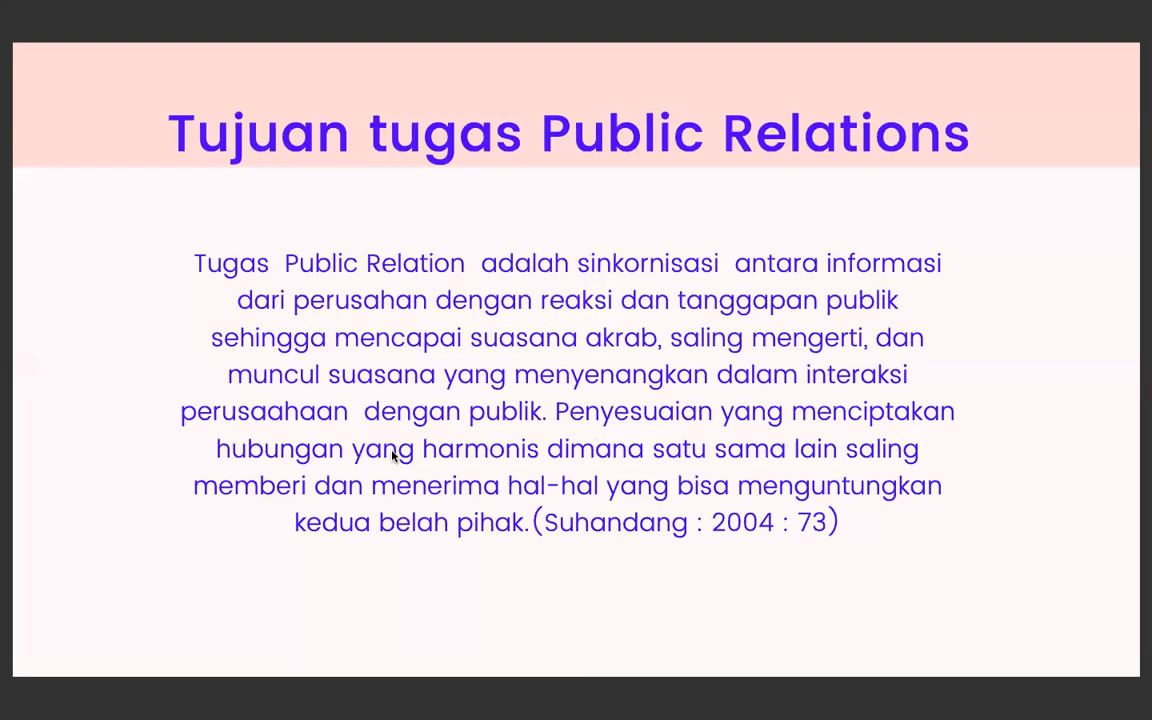 Tujuan tugas Public Relations
Tugas Public Relation adalah sinkornisasi antara informasi
dari perusahan dengan reaksi dan tanggapan publik
sehingga mencapai suasana akrab, saling mengerti, dan
muncul suasana yang menyenangkan dalam interaksi
perusaahaan dengan publik. Penyesuaian yang menciptakan
hubungan yang harmonis dimana satu sama lain saling
memberi dan menerima hal-hal yang bisa menguntungkan
kedua belah pihak.(Suhandang : 2004 : 73)